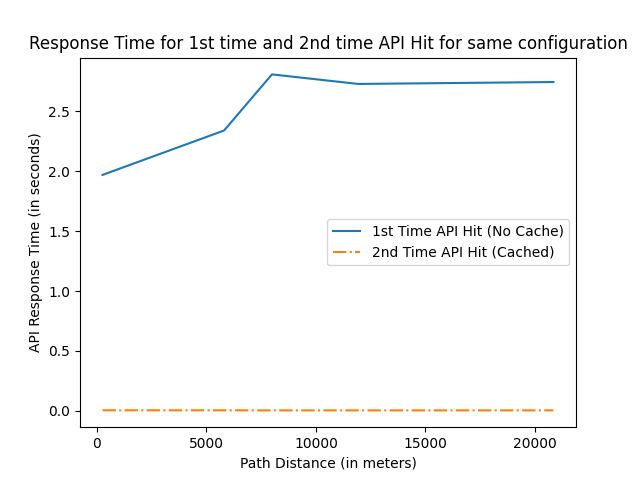 Response Time for 1st time and 2nd time API Hit for same configuration
API Response Time (in seconds)
2.5
2.0
1.5
1.0
0.5
0.0
1st Time API Hit (No Cache)
2nd Time API Hit (Cached)
0 5000 10000 15000 20000
Path Distance (in meters)